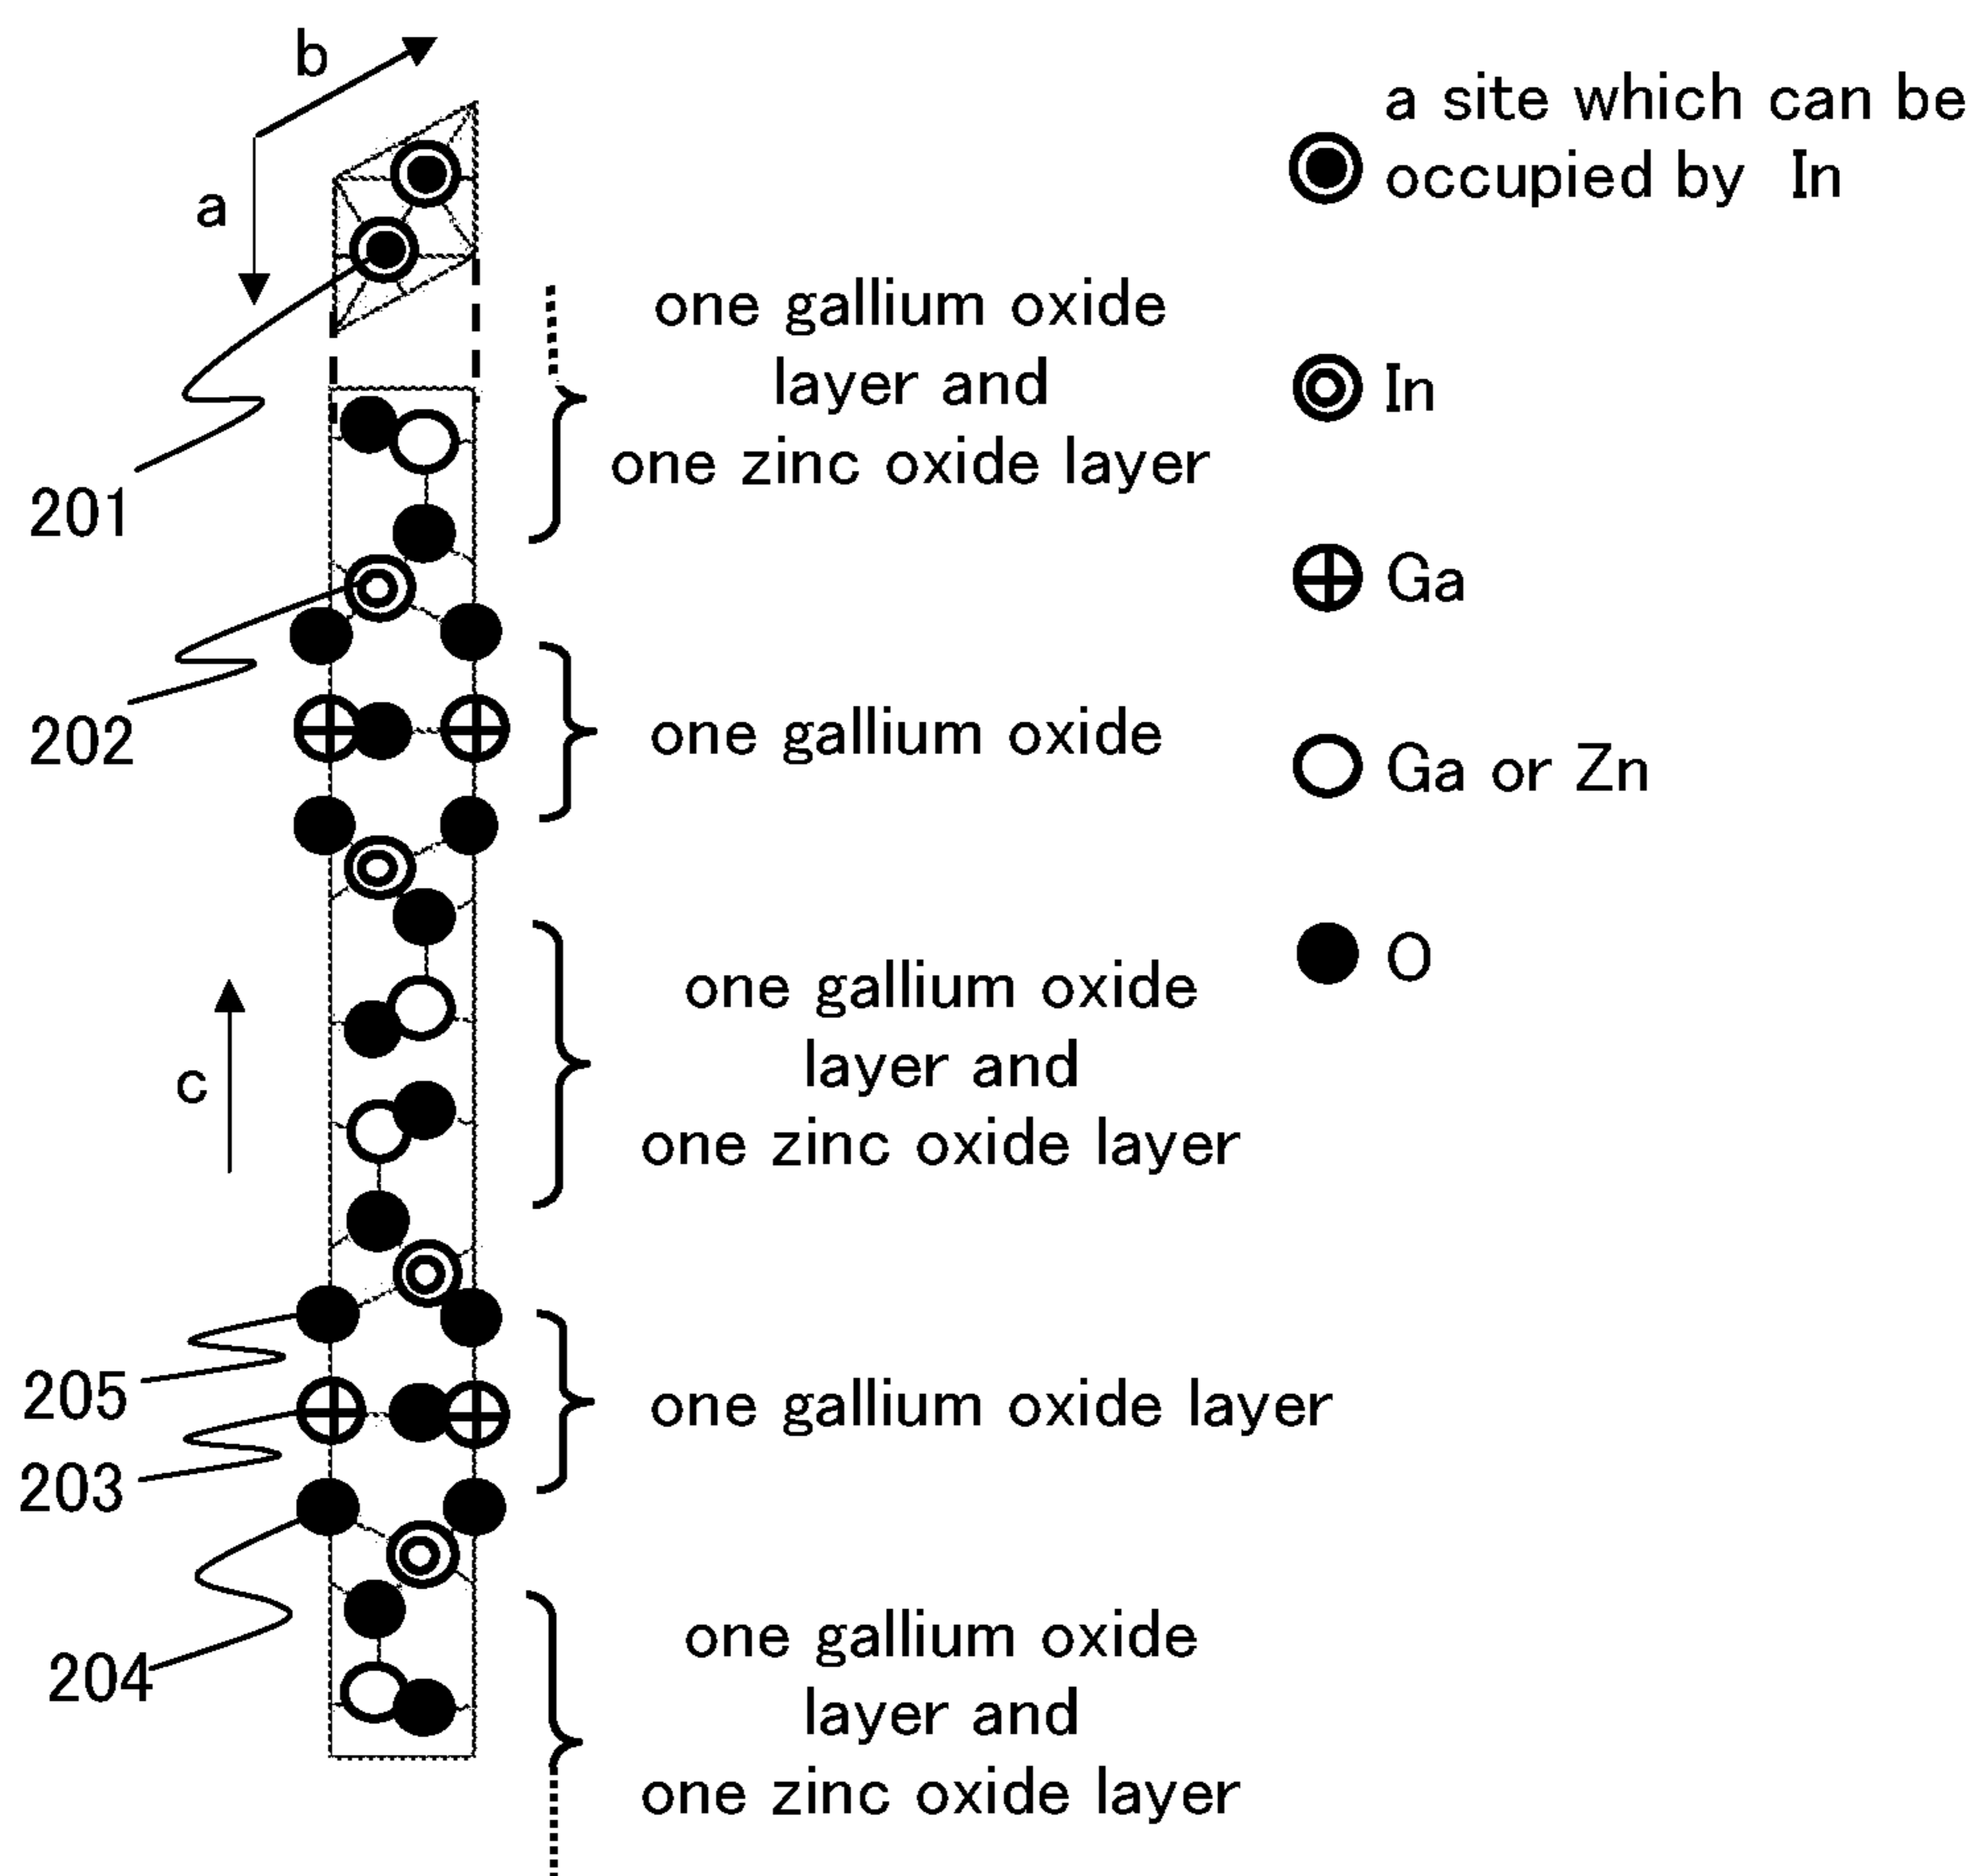 b
a
201
202
c
205
203
204
one gallium oxide
layer and
one zinc oxide layer
one gallium oxide
one gallium oxide
layer and
one zinc oxide layer
one gallium oxide layer
one gallium oxide
layer and
one zinc oxide layer
a site which can be
occupied by In
In
Ga
Ga or Zn
O